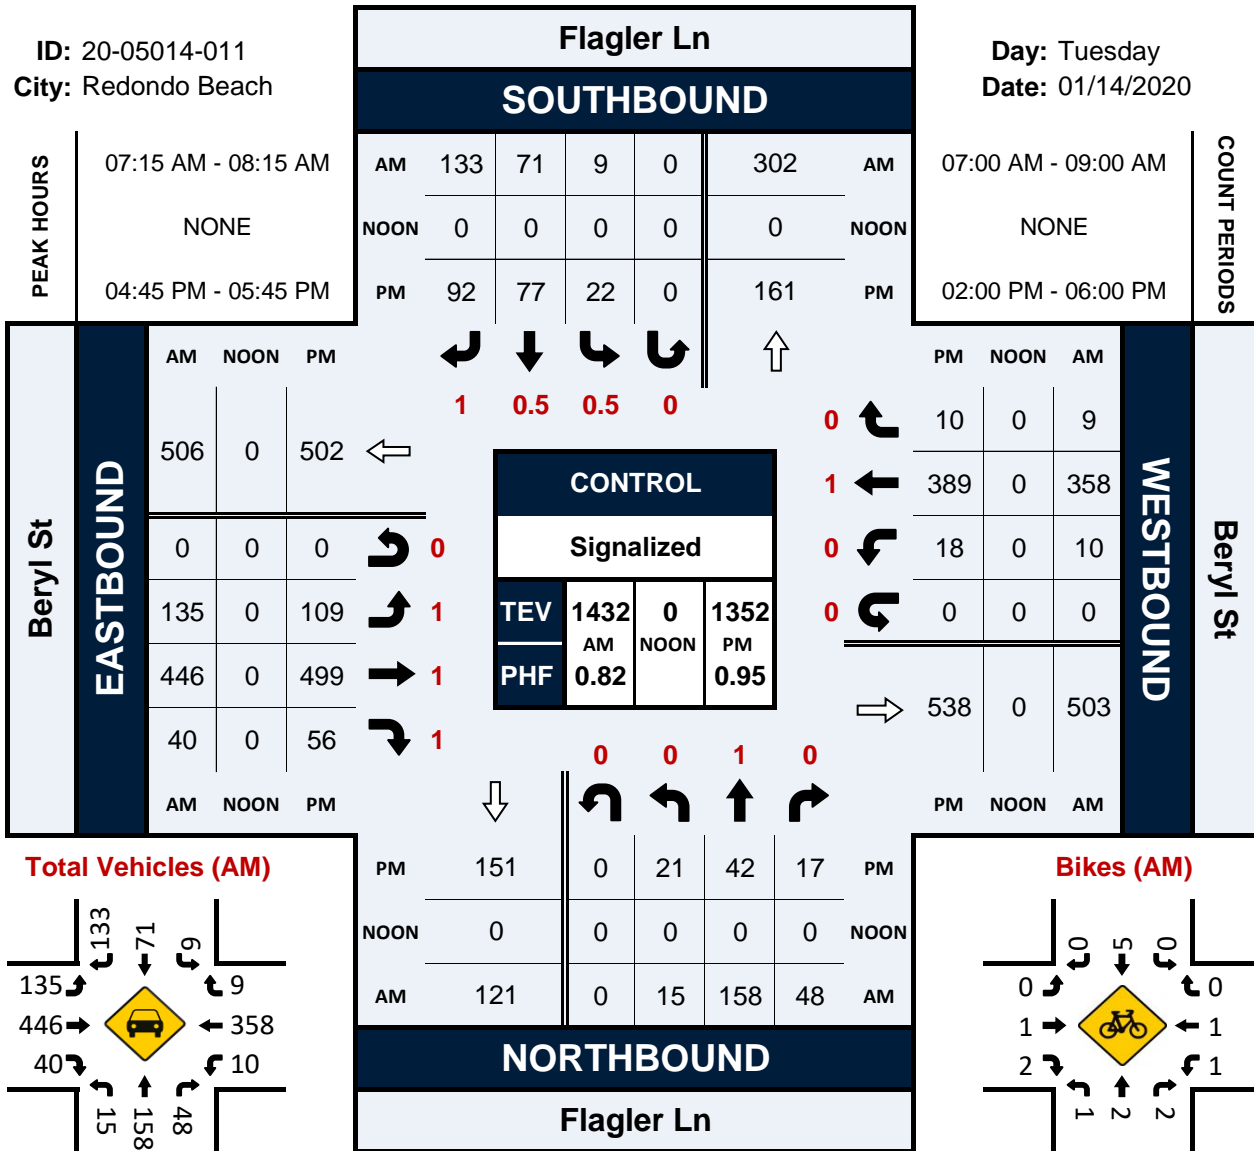 ID: 20-05014-011
City: Redondo Beach
Flagler Ln
SOUTHBOUND
Day: Tuesday
Date: 01/14/2020
PEAK HOURS
07:15 AM - 08:15 AM
NONE
04:45 PM - 05:45 PM
AM 133 71 9 0 302 AM
NOON 0 0 0 0 0 NOON
PM 92 77 22 0 161 PM
07:00 AM - 09:00 AM
NONE
02:00 PM - 06:00 PM
COUNT PERIODS
1 0.5 0.5 0
Beryl St
EASTBOUND
AM NOON PM
506 0 502
0 0 0 0
135 0 109 1
446 0 499 1
40 0 56 1
AM NOON PM
CONTROL
Signalized
TEV 1432 0 1352
AM NOON PM
PHF 0.82 0.95
PM NOON AM
0 10 0 9
1 389 0 358
0 18 0 10
0 0 0 0
538 0 503
PM NOON AM
WESTBOUND
Beryl St
0 0 1 0
PM 151 0 21 42 17 PM
NOON 0 0 0 0 0 NOON
AM 121 0 15 158 48 AM
NORTHBOUND
Flagler Ln
Total Vehicles (AM)
133 71 9
135 9
446 358
40 10
15 158 48
Bikes (AM)
0 5 0
0 0
1 1
2 1
1 2 2